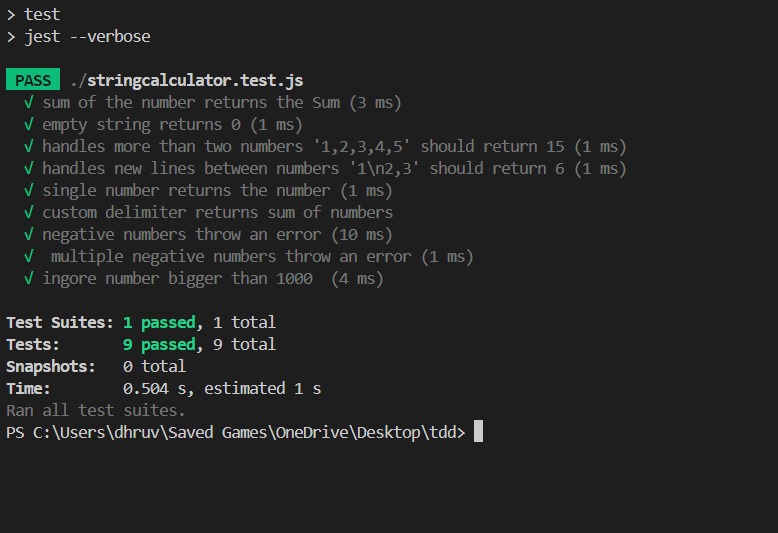 > test
> jest --verbose
PASS ./stringcalculator.test.js
√ sum of the number returns the Sum (3 ms)
√ empty string returns 0 (1 ms)
√ handles more than two numbers '1,2,3,4,5' should return 15 (1 ms)
√ handles new lines between numbers '1\n2,3' should return 6 (1 ms)
√ single number returns the number (1 ms)
√ custom delimiter returns sum of numbers
√ negative numbers throw an error (10 ms)
√  multiple negative numbers throw an error (1 ms)
√ ingore number bigger than 1000  (4 ms)
Test Suites: 1 passed, 1 total
Tests:       9 passed, 9 total
Snapshots:   0 total
Time:        0.504 s, estimated 1 s
Ran all test suites.
PS C:\Users\dhruv\Saved Games\OneDrive\Desktop\tdd>